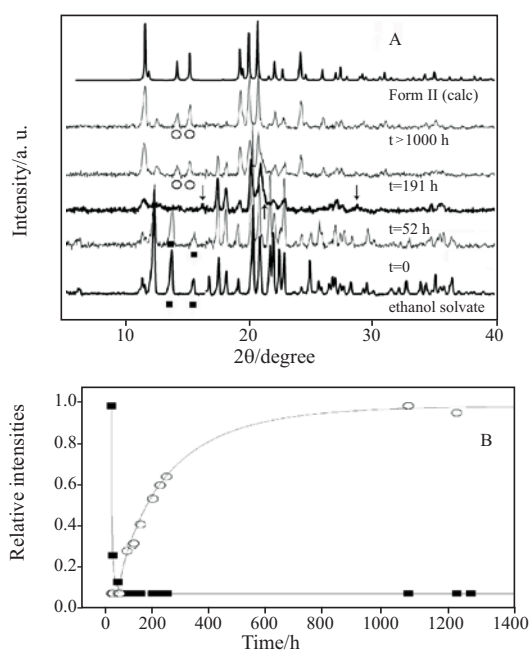 A
Intensity/a. u.
Form II (calc)
t>1000 h
t=191 h
t=52 h
t=0
ethanol solvate
10 20 30 40
2θ/degree
B
Relative intensities
1.0
0.8
0.6
0.4
0.2
0.0
0 200 400 600 800 1000 1200 1400
Time/h